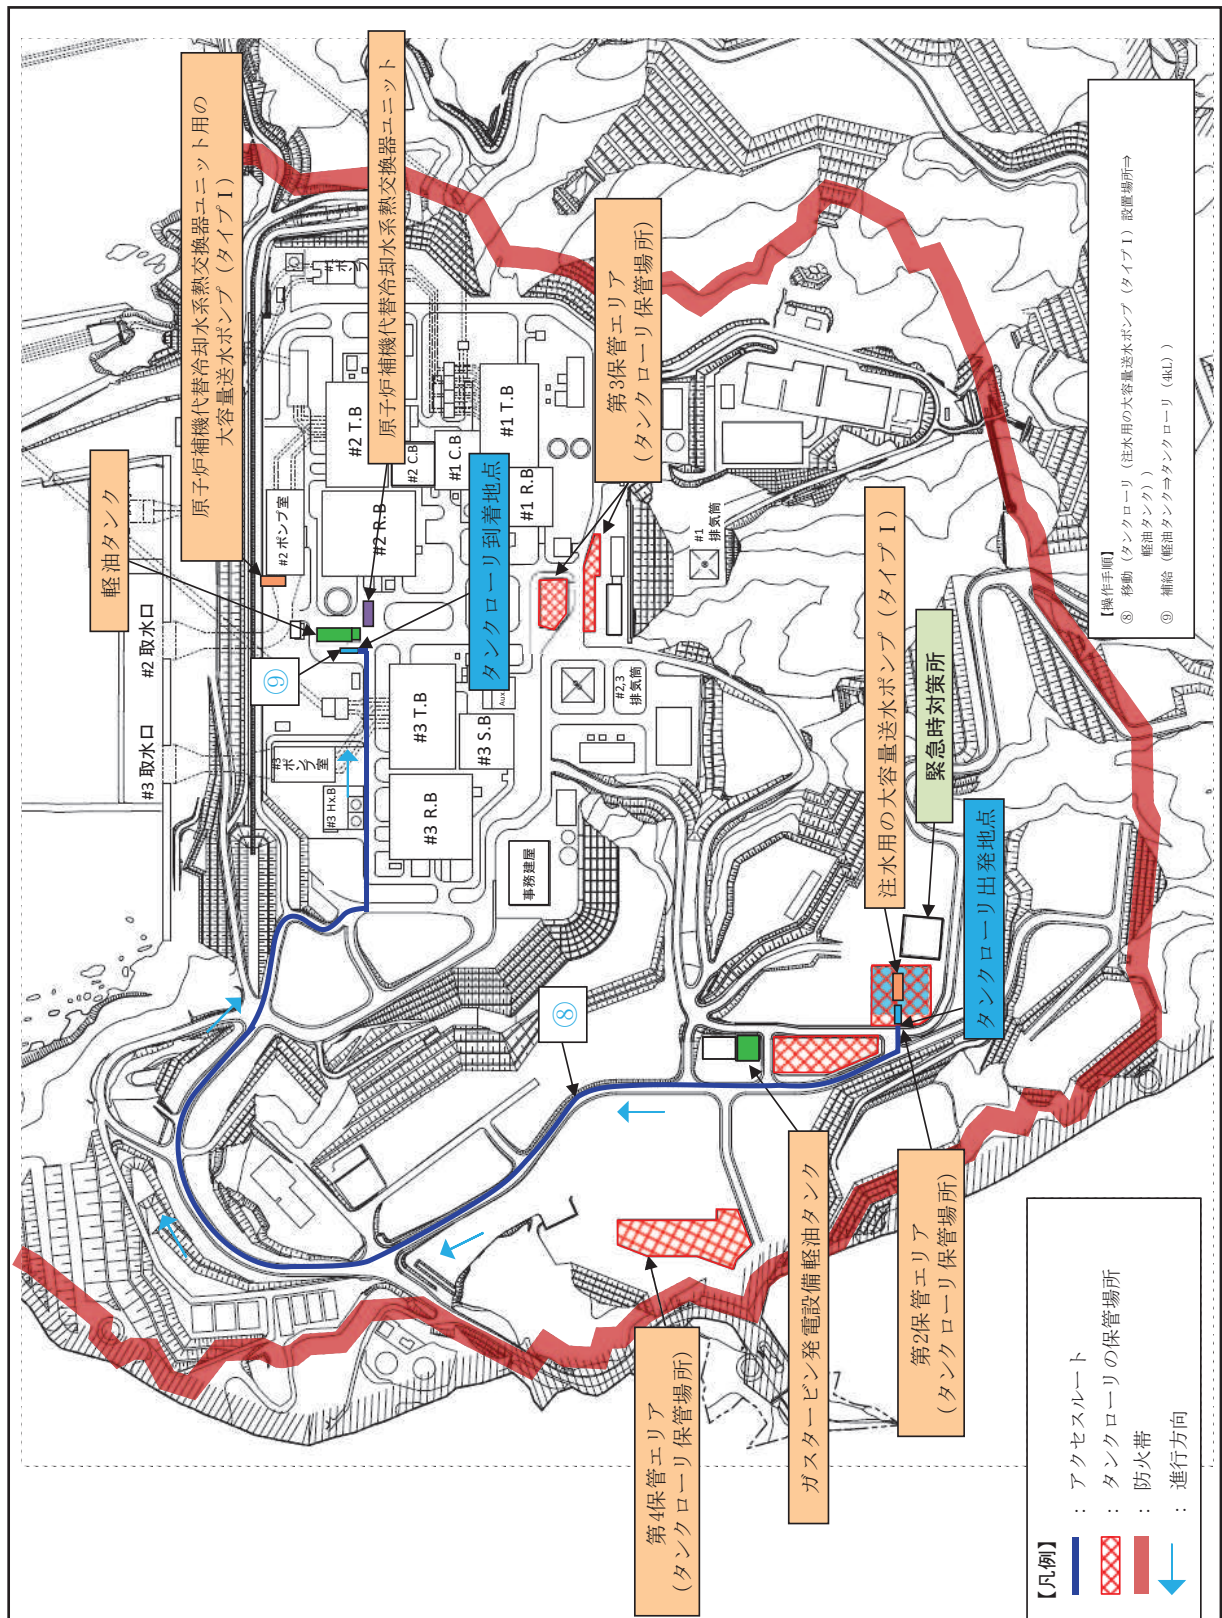 原子炉補機代替冷却水系熱交換器ユニット用の
大容量送水ポンプ（タイプⅠ）
原子炉補機代替冷却水系熱交換器ユニット
軽油タンク
第3保管エリア
（タンクローリ保管場所）
タンクローリ到着地点
#3 取水口
#2 取水口
#2 ポンプ室
#3
ポンプ
室
#3 Hx.B
#2 T.B
#2 R.B
#2 C.B
#1 C.B
#1 T.B
#1 R.B
#3 T.B
#3 S.B
#3 R.B
Aux
事務建屋
#2,3
排気筒
#1
排気筒
⑨
⑧
注水用の大容量送水ポンプ（タイプⅠ）
緊急時対策所
タンクローリ出発地点
第4保管エリア
（タンクローリ保管場所）
ガスタービン発電設備軽油タンク
第2保管エリア
（タンクローリ保管場所）
【凡例】
：アクセスルート
：タンクローリの保管場所
：防火帯
：進行方向
【操作手順】
⑧ 移動（タンクローリ（注水用の大容量送水ポンプ（タイプⅠ）設置場所⇒
軽油タンク））
⑨ 補給（軽油タンク⇒タンクローリ（4kL））